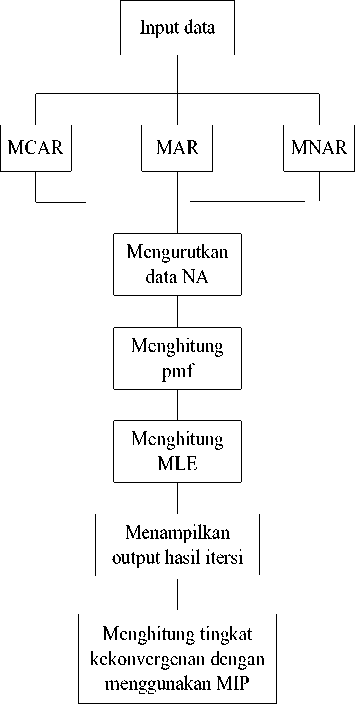 Input data
MCAR
MAR
MNAR
Mengurutkan
data NA
Menghitung
pmf
Menghitung
MLE
Menampilkan
output hasil itersi
Menghitung tingkat
kekonvergenan dengan
menggunakan MIP